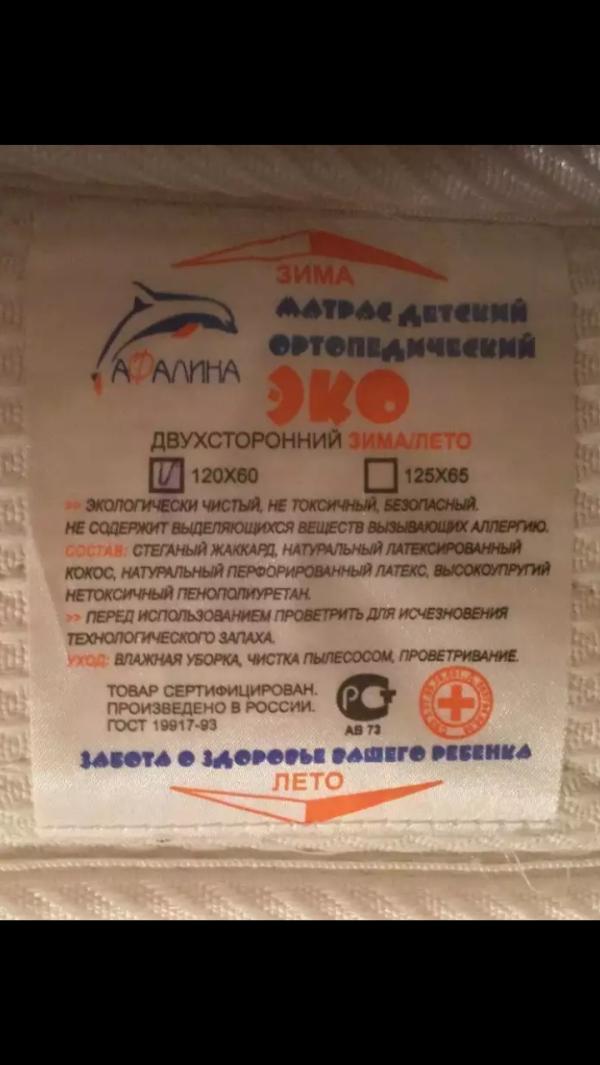 ЗИМА
АФАЛИНА
МАТРАС ДЕТСКИЙ
ОРТОПЕДИЧЕСКИЙ
ЭКО
ДВУХСТОРОННИЙ ЗИМА/ЛЕТО
120X60 125X65
>> ЭКОЛОГИЧЕСКИ ЧИСТЫЙ, НЕ ТОКСИЧНЫЙ, БЕЗОПАСНЫЙ.
НЕ СОДЕРЖИТ ВЫДЕЛЯЮЩИХСЯ ВЕЩЕСТВ ВЫЗЫВАЮЩИХ АЛЛЕРГИЮ.
СОСТАВ: СТЕГАНЫЙ ЖАККАРД, НАТУРАЛЬНЫЙ ЛАТЕКСИРОВАННЫЙ
КОКОС, НАТУРАЛЬНЫЙ ПЕРФОРИРОВАННЫЙ ЛАТЕКС, ВЫСОКОУПРУГИЙ
НЕТОКСИЧНЫЙ ПЕНОПОЛИУРЕТАН.
>> ПЕРЕД ИСПОЛЬЗОВАНИЕМ ПРОВЕТРИТЬ ДЛЯ ИСЧЕЗНОВЕНИЯ
ТЕХНОЛОГИЧЕСКОГО ЗАПАХА.
УХОД: ВЛАЖНАЯ УБОРКА, ЧИСТКА ПЫЛЕСОСОМ, ПРОВЕТРИВАНИЕ.
ТОВАР СЕРТИФИЦИРОВАН.
ПРОИЗВЕДЕНО В РОССИИ.
ГОСТ 19917-93
РСТ
АВ 73
ЗАБОТА О ЗДОРОВЬЕ ВАШЕГО РЕБЕНКА
ЛЕТО